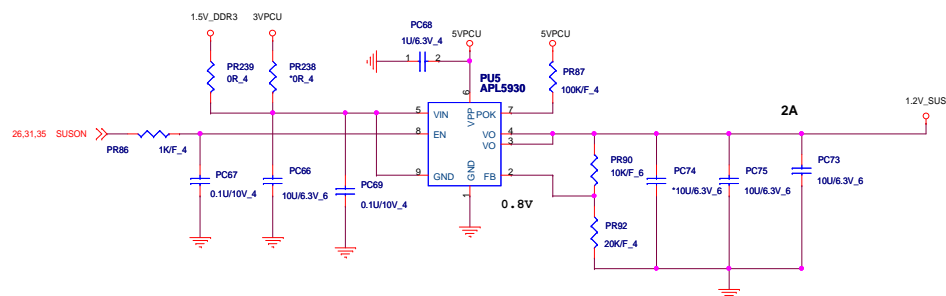 1.5V_DDR3
3VPCU
PC68
1U/6.3V_4
5VPCU
5VPCU
PR239
0R_4
PR238
*0R_4
1
2
PU5
APL5930
PR87
100K/F_4
6
5
VIN
VPP
POK
7
2A
1.2V_SUS
26,31,35 SUSON
8
EN
VO
4
VO
3
PR86
1K/F_4
PC67
0.1U/10V_4
PC66
10U/6.3V_6
PC69
0.1U/10V_4
9
GND
GND
FB
2
1
0.8V
PR90
10K/F_6
PC74
*10U/6.3V_6
PC75
10U/6.3V_6
PC73
10U/6.3V_6
PR92
20K/F_4